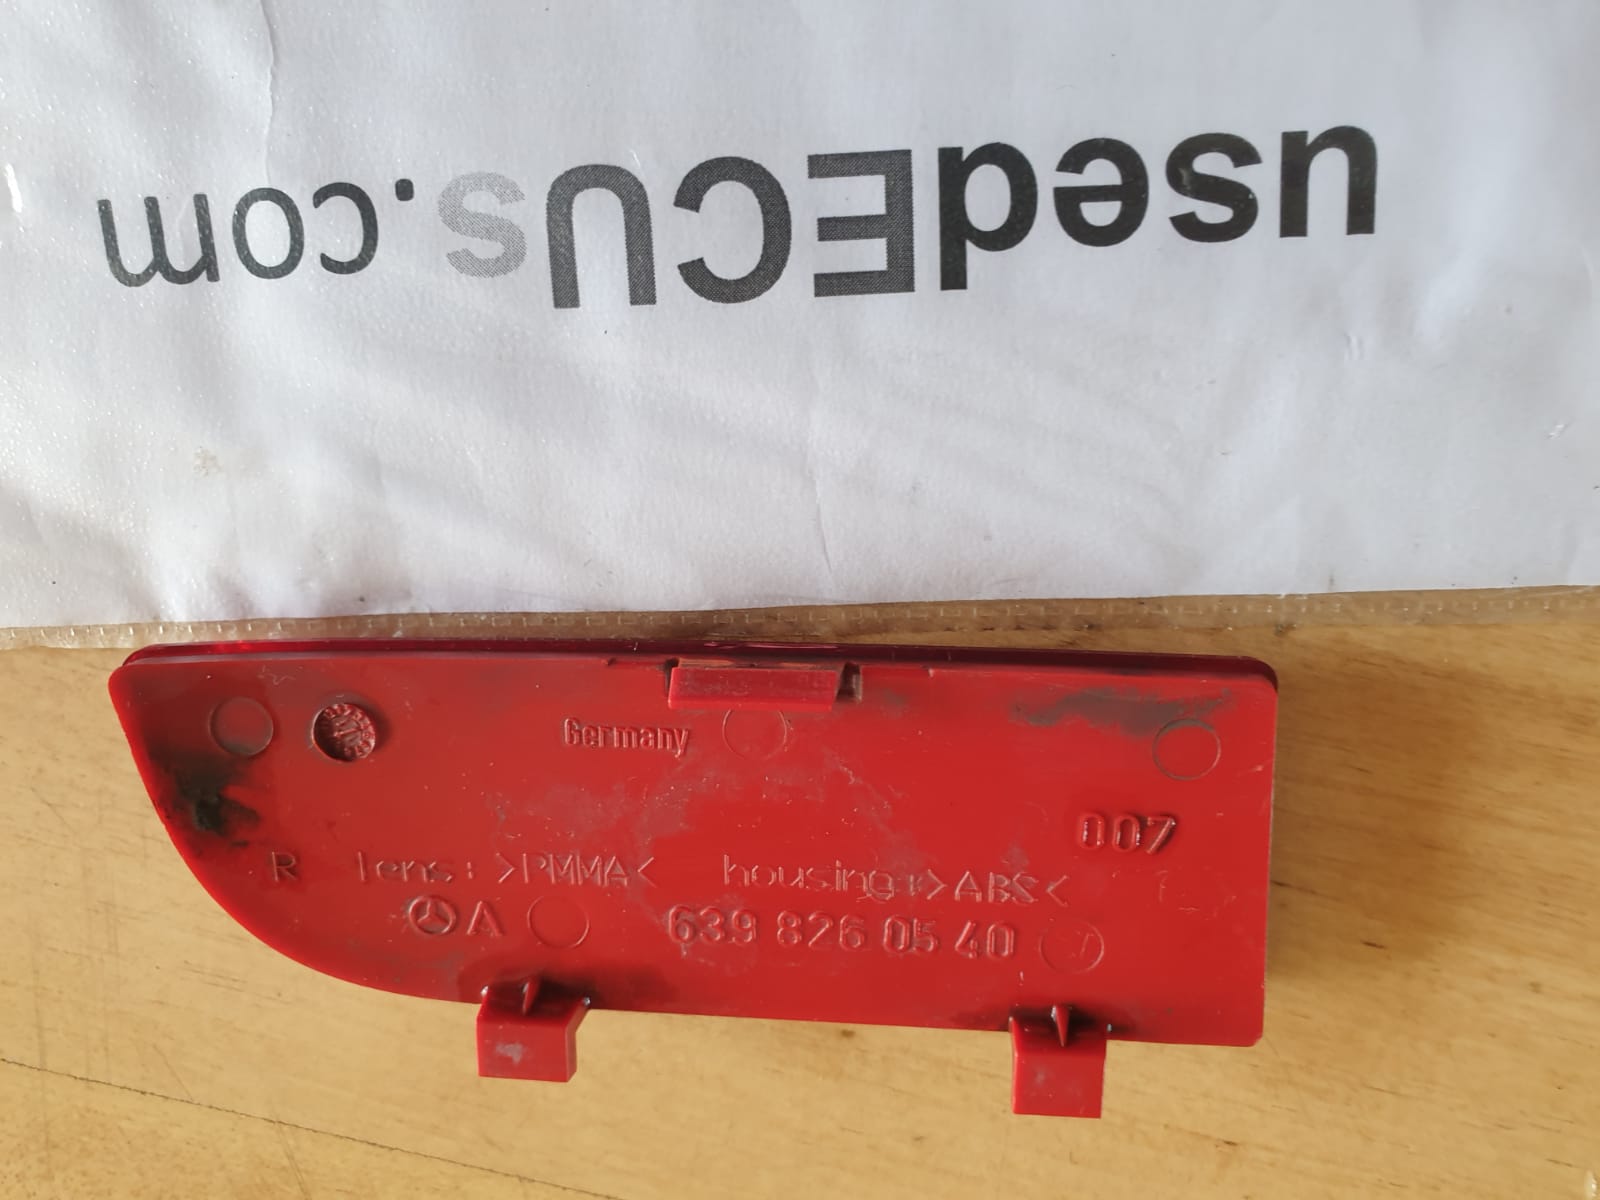 usedECUs.com
Germany
007
R lens: >PMMA< housing: >ABS<
A 639 826 05 40